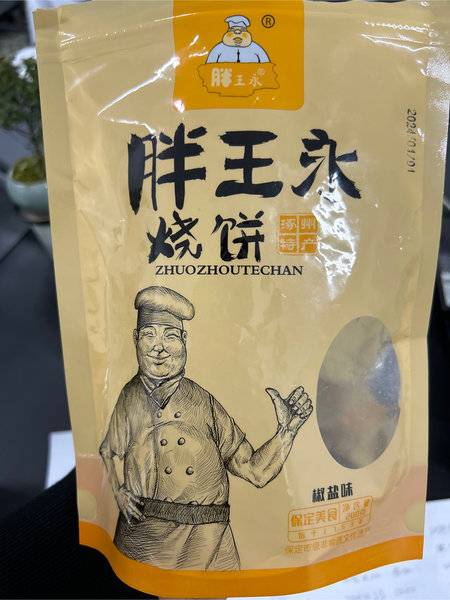 胖王永®
®
2024/01/01
胖王永
烧饼
涿州
特产
ZHUOZHOUTECHAN
椒盐味
保定美食